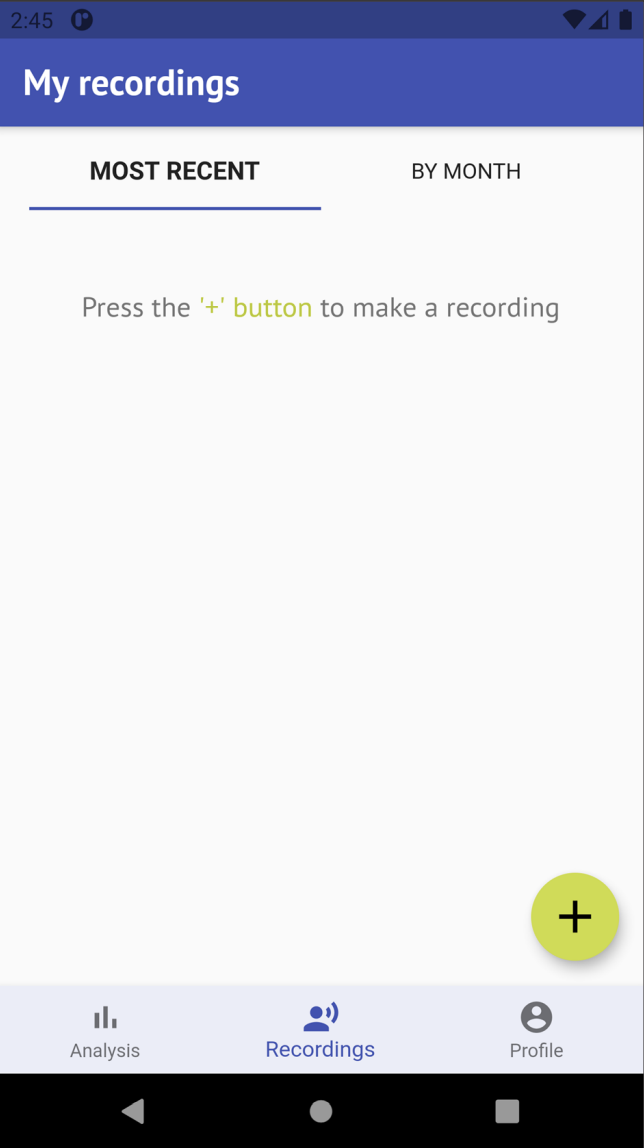 2:45
My recordings
MOST RECENT
BY MONTH
Press the '+' button to make a recording
Analysis
Recordings
Profile